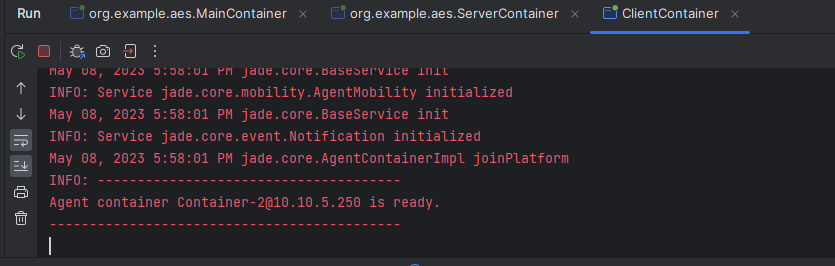 Run org.example.aes.MainContainer × org.example.aes.ServerContainer × ClientContainer ×
May 08, 2023 5:58:01 PM jade.core.BaseService init
INFO: Service jade.core.mobility.AgentMobility initialized
May 08, 2023 5:58:01 PM jade.core.BaseService init
INFO: Service jade.core.event.Notification initialized
May 08, 2023 5:58:01 PM jade.core.AgentContainerImpl joinPlatform
INFO: --------------------------------------
Agent container Container-2@10.10.5.250 is ready.
--------------------------------------------